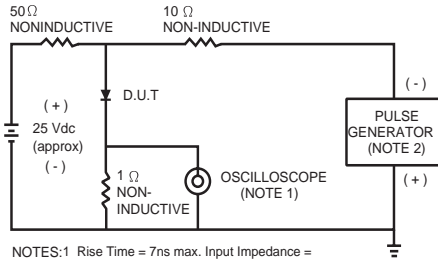 50Ω
NONINDUCTIVE
10 Ω
NON-INDUCTIVE
(+)
25 Vdc
(approx)
(-)
D.U.T
1 Ω
NON-
INDUCTIVE
OSCILLOSCOPE
(NOTE 1)
(-)
PULSE
GENERATOR
(NOTE 2)
(+)
NOTES:1 Rise Time = 7ns max. Input Impedance =